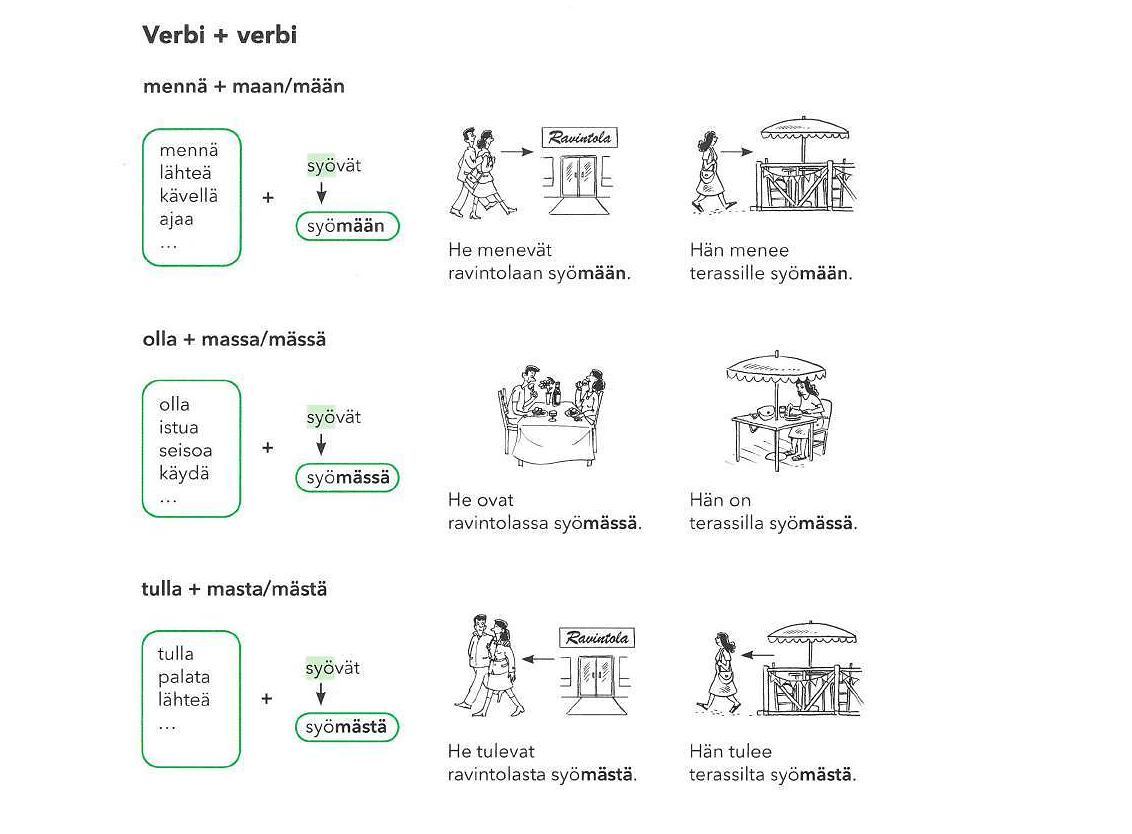 Verbi + verbi
mennä + maan/mään
mennä
lähteä
kävellä
ajaa
...
+
syövät
syömään
Ravintola
He menevät
ravintolaan syömään.
Hän menee
terassille syömään.
olla + massa/mässä
olla
istua
seisoa
käydä
...
+
syövät
syömässä
He ovat
ravintolassa syömässä.
Hän on
terassilla syömässä.
tulla + masta/mästä
tulla
palata
lähteä
...
+
syövät
syömästä
Ravintola
He tulevat
ravintolasta syömästä.
Hän tulee
terassilta syömästä.